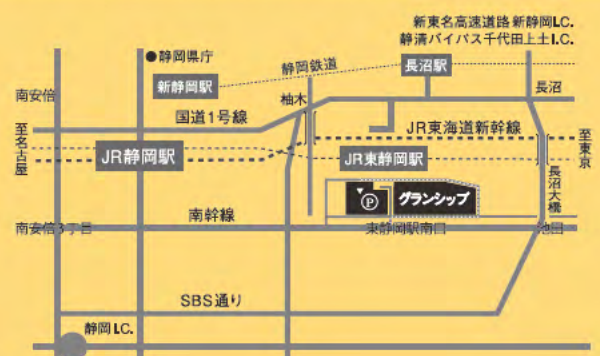 新東名高速道路 新静岡I.C.
静清バイパス千代田上土I.C.
●静岡県庁
静岡鉄道
長沼駅
新静岡駅
南安倍
柚木
長沼
国道1号線
JR東海道新幹線
至名古屋
至東京
JR静岡駅
JR東静岡駅
長沼大橋
P
グランシップ
南幹線
南安倍3丁目
東静岡駅南口
池田
SBS通り
静岡I.C.